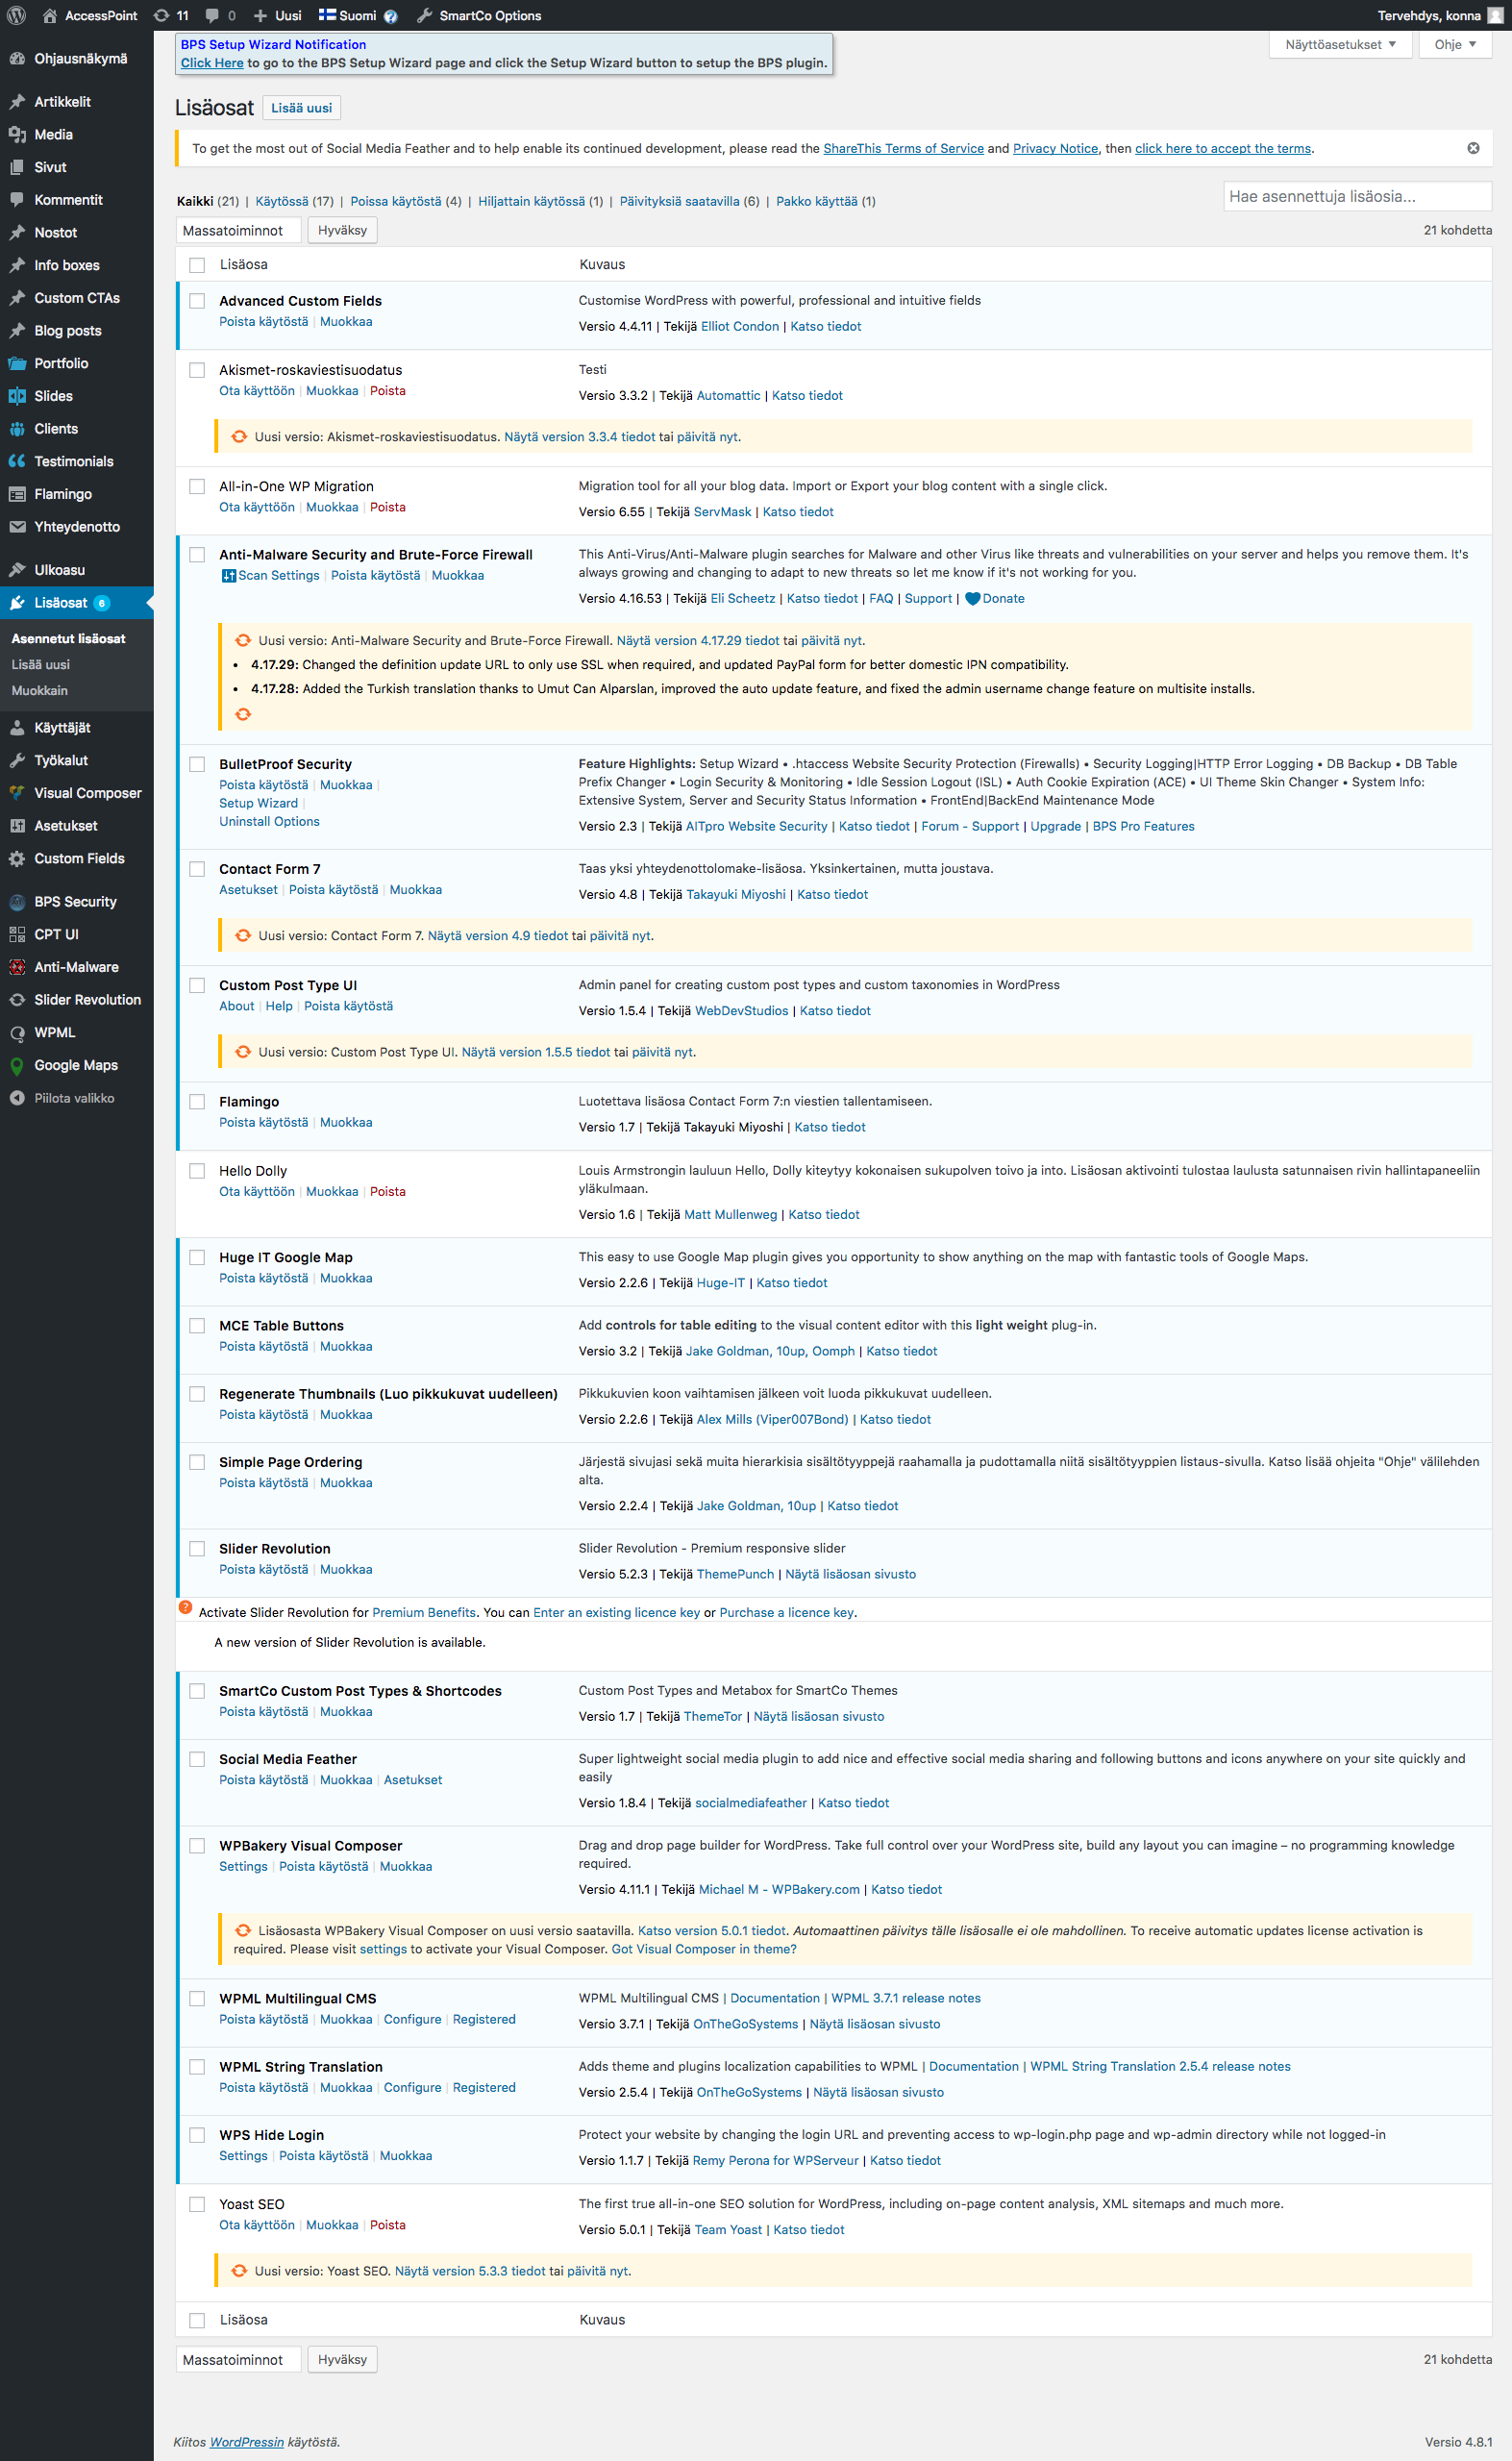 AccessPoint 11 0 Uusi Suomi SmartCo Options Tervehdys, konna
Ohjausnäkymä
Artikkelit
Media
Sivut
Kommentit
Nostot
Info boxes
Custom CTAs
Blog posts
Portfolio
Slides
Clients
Testimonials
Flamingo
Yhteydenotto
Ulkoasu
Lisäosat 6
Asennetut lisäosat
Lisää uusi
Muokkain
Käyttäjät
Työkalut
Visual Composer
Asetukset
Custom Fields
BPS Security
CPT UI
Anti-Malware
Slider Revolution
WPML
Google Maps
Piilota valikko
BPS Setup Wizard Notification
Click Here to go to the BPS Setup Wizard page and click the Setup Wizard button to setup the BPS plugin.
Näyttöasetukset Ohje
Lisäosat Lisää uusi
To get the most out of Social Media Feather and to help enable its continued development, please read the ShareThis Terms of Service and Privacy Notice, then click here to accept the terms.
Kaikki (21) | Käytössä (17) | Poissa käytöstä (4) | Hiljattain käytössä (1) | Päivityksiä saatavilla (6) | Pakko käyttää (1)
Hae asennettuja lisäosia...
Massatoiminnot Hyväksy 21 kohdetta
Lisäosa Kuvaus
Advanced Custom Fields
Poista käytöstä | Muokkaa
Customise WordPress with powerful, professional and intuitive fields
Versio 4.4.11 | Tekijä Elliot Condon | Katso tiedot
Akismet-roskaviestisuodatus
Ota käyttöön | Muokkaa | Poista
Testi
Versio 3.3.2 | Tekijä Automattic | Katso tiedot
Uusi versio: Akismet-roskaviestisuodatus. Näytä version 3.3.4 tiedot tai päivitä nyt.
All-in-One WP Migration
Ota käyttöön | Muokkaa | Poista
Migration tool for all your blog data. Import or Export your blog content with a single click.
Versio 6.55 | Tekijä ServMask | Katso tiedot
Anti-Malware Security and Brute-Force Firewall
Scan Settings | Poista käytöstä | Muokkaa
This Anti-Virus/Anti-Malware plugin searches for Malware and other Virus like threats and vulnerabilities on your server and helps you remove them. It's
always growing and changing to adapt to new threats so let me know if it's not working for you.
Versio 4.16.53 | Tekijä Eli Scheetz | Katso tiedot | FAQ | Support | Donate
Uusi versio: Anti-Malware Security and Brute-Force Firewall. Näytä version 4.17.29 tiedot tai päivitä nyt.
• 4.17.29: Changed the definition update URL to only use SSL when required, and updated PayPal form for better domestic IPN compatibility.
• 4.17.28: Added the Turkish translation thanks to Umut Can Alparslan, improved the auto update feature, and fixed the admin username change feature on multisite installs.
BulletProof Security
Poista käytöstä | Muokkaa |
Setup Wizard |
Uninstall Options
Feature Highlights: Setup Wizard • .htaccess Website Security Protection (Firewalls) • Security Logging|HTTP Error Logging • DB Backup • DB Table
Prefix Changer • Login Security & Monitoring • Idle Session Logout (ISL) • Auth Cookie Expiration (ACE) • UI Theme Skin Changer • System Info:
Extensive System, Server and Security Status Information • FrontEnd|BackEnd Maintenance Mode
Versio 2.3 | Tekijä AITpro Website Security | Katso tiedot | Forum - Support | Upgrade | BPS Pro Features
Contact Form 7
Asetukset | Poista käytöstä | Muokkaa
Taas yksi yhteydenottolomake-lisäosa. Yksinkertainen, mutta joustava.
Versio 4.8 | Tekijä Takayuki Miyoshi | Katso tiedot
Uusi versio: Contact Form 7. Näytä version 4.9 tiedot tai päivitä nyt.
Custom Post Type UI
About | Help | Poista käytöstä
Admin panel for creating custom post types and custom taxonomies in WordPress
Versio 1.5.4 | Tekijä WebDevStudios | Katso tiedot
Uusi versio: Custom Post Type UI. Näytä version 1.5.5 tiedot tai päivitä nyt.
Flamingo
Poista käytöstä | Muokkaa
Luotettava lisäosa Contact Form 7:n viestien tallentamiseen.
Versio 1.7 | Tekijä Takayuki Miyoshi | Katso tiedot
Hello Dolly
Ota käyttöön | Muokkaa | Poista
Louis Armstrongin lauluun Hello, Dolly kiteytyy kokonaisen sukupolven toivo ja into. Lisäosan aktivointi tulostaa laulusta satunnaisen rivin hallintapaneeliin
yläkulmaan.
Versio 1.6 | Tekijä Matt Mullenweg | Katso tiedot
Huge IT Google Map
Poista käytöstä | Muokkaa
This easy to use Google Map plugin gives you opportunity to show anything on the map with fantastic tools of Google Maps.
Versio 2.2.6 | Tekijä Huge-IT | Katso tiedot
MCE Table Buttons
Poista käytöstä | Muokkaa
Add controls for table editing to the visual content editor with this light weight plug-in.
Versio 3.2 | Tekijä Jake Goldman, 10up, Oomph | Katso tiedot
Regenerate Thumbnails (Luo pikkukuvat uudelleen)
Poista käytöstä | Muokkaa
Pikkukuvien koon vaihtamisen jälkeen voit luoda pikkukuvat uudelleen.
Versio 2.2.6 | Tekijä Alex Mills (Viper007Bond) | Katso tiedot
Simple Page Ordering
Poista käytöstä | Muokkaa
Järjestä sivujasi sekä muita hierarkisia sisältötyyppejä raahamalla ja pudottamalla niitä sisältötyyppien listaus-sivulla. Katso lisää ohjeita "Ohje" välilehden
alta.
Versio 2.2.4 | Tekijä Jake Goldman, 10up | Katso tiedot
Slider Revolution
Poista käytöstä | Muokkaa
Slider Revolution - Premium responsive slider
Versio 5.2.3 | Tekijä ThemePunch | Näytä lisäosan sivusto
? Activate Slider Revolution for Premium Benefits. You can Enter an existing licence key or Purchase a licence key.
A new version of Slider Revolution is available.
SmartCo Custom Post Types & Shortcodes
Poista käytöstä | Muokkaa
Custom Post Types and Metabox for SmartCo Themes
Versio 1.7 | Tekijä ThemeTor | Näytä lisäosan sivusto
Social Media Feather
Poista käytöstä | Muokkaa | Asetukset
Super lightweight social media plugin to add nice and effective social media sharing and following buttons and icons anywhere on your site quickly and
easily
Versio 1.8.4 | Tekijä socialmediafeather | Katso tiedot
WPBakery Visual Composer
Settings | Poista käytöstä | Muokkaa
Drag and drop page builder for WordPress. Take full control over your WordPress site, build any layout you can imagine – no programming knowledge
required.
Versio 4.11.1 | Tekijä Michael M - WPBakery.com | Katso tiedot
Lisäosasta WPBakery Visual Composer on uusi versio saatavilla. Katso version 5.0.1 tiedot. Automaattinen päivitys tälle lisäosalle ei ole mahdollinen. To receive automatic updates license activation is
required. Please visit settings to activate your Visual Composer. Got Visual Composer in theme?
WPML Multilingual CMS
Poista käytöstä | Muokkaa | Configure | Registered
WPML Multilingual CMS | Documentation | WPML 3.7.1 release notes
Versio 3.7.1 | Tekijä OnTheGoSystems | Näytä lisäosan sivusto
WPML String Translation
Poista käytöstä | Muokkaa | Configure | Registered
Adds theme and plugins localization capabilities to WPML | Documentation | WPML String Translation 2.5.4 release notes
Versio 2.5.4 | Tekijä OnTheGoSystems | Näytä lisäosan sivusto
WPS Hide Login
Settings | Poista käytöstä | Muokkaa
Protect your website by changing the login URL and preventing access to wp-login.php page and wp-admin directory while not logged-in
Versio 1.1.7 | Tekijä Remy Perona for WPServeur | Katso tiedot
Yoast SEO
Ota käyttöön | Muokkaa | Poista
The first true all-in-one SEO solution for WordPress, including on-page content analysis, XML sitemaps and much more.
Versio 5.0.1 | Tekijä Team Yoast | Katso tiedot
Uusi versio: Yoast SEO. Näytä version 5.3.3 tiedot tai päivitä nyt.
Lisäosa Kuvaus
Massatoiminnot Hyväksy 21 kohdetta
Kiitos WordPressin käytöstä. Versio 4.8.1